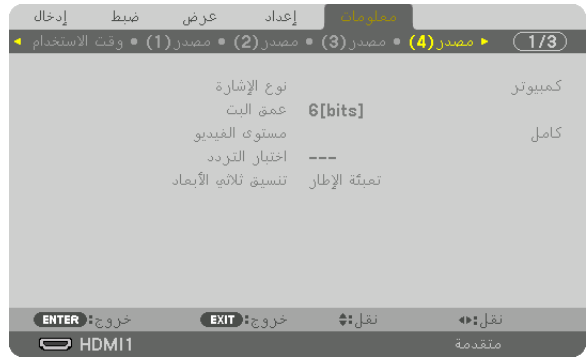 إدخال ضبط عرض إعداد معلومات
◄ وقت الاستخدام • مصدر(1) • مصدر(2) • مصدر(3) • مصدر(4) ► 1/3
نوع الإشارة كمبيوتر
عمق البت 6[bits]
مستوى الفيديو كامل
اختبار التردد ---
تنسيق ثلاثي الأبعاد تعبئة الإطار
ENTER:خروج EXIT:خروج نقل:♦ نقل:◄►
HDMI1 متقدمة